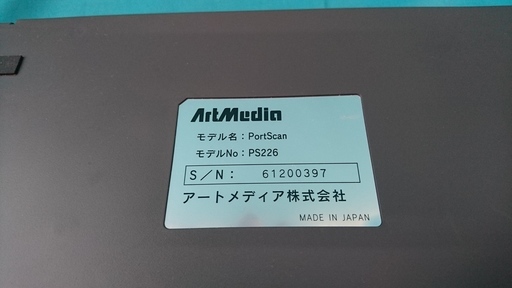 ArtMedia
モデル名：PortScan
モデルNo：PS226
S／N： 61200397
アートメディア株式会社
MADE IN JAPAN